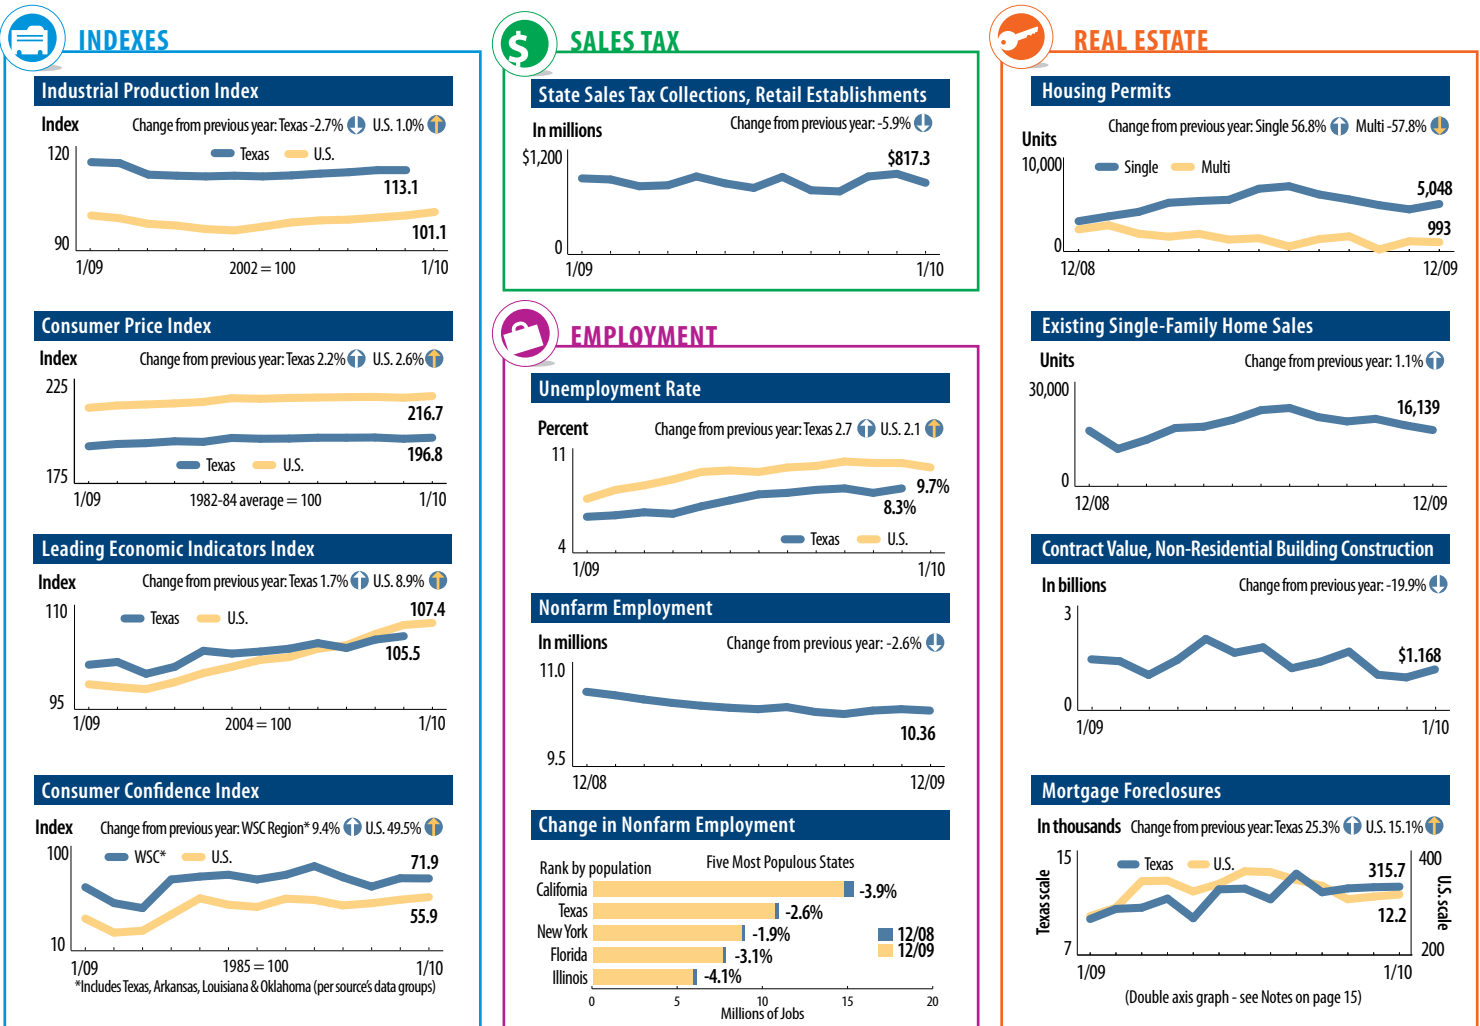 INDEXES
Industrial Production Index
Index
Change from previous year: Texas -2.7% U.S. 1.0%
120
Texas U.S.
113.1
101.1
90
1/09 2002 = 100 1/10
Consumer Price Index
Index
Change from previous year: Texas 2.2% U.S. 2.6%
225
216.7
196.8
Texas U.S.
175
1/09 1982-84 average = 100 1/10
Leading Economic Indicators Index
Index
Change from previous year: Texas 1.7% U.S. 8.9%
110
Texas U.S.
107.4
105.5
95
1/09 2004 = 100 1/10
Consumer Confidence Index
Index
Change from previous year: WSC Region* 9.4% U.S. 49.5%
100
WSC* U.S.
71.9
55.9
10
1/09 1985 = 100 1/10
*Includes Texas, Arkansas, Louisiana & Oklahoma (per source's data groups)
$
SALES TAX
State Sales Tax Collections, Retail Establishments
In millions
Change from previous year: -5.9%
$1,200
$817.3
0
1/09 1/10
EMPLOYMENT
Unemployment Rate
Percent
Change from previous year: Texas 2.7 U.S. 2.1
11
9.7%
8.3%
Texas U.S.
4
1/09 1/10
Nonfarm Employment
In millions
Change from previous year: -2.6%
11.0
10.36
9.5
12/08 12/09
Change in Nonfarm Employment
Rank by population
Five Most Populous States
California -3.9%
Texas -2.6%
New York -1.9%
Florida -3.1%
Illinois -4.1%
12/08
12/09
0 5 10 15 20
Millions of Jobs
REAL ESTATE
Housing Permits
Change from previous year: Single 56.8% Multi -57.8%
Units
10,000
Single Multi
5,048
993
0
12/08 12/09
Existing Single-Family Home Sales
Units
Change from previous year: 1.1%
30,000
16,139
0
12/08 12/09
Contract Value, Non-Residential Building Construction
In billions
Change from previous year: -19.9%
3
$1.168
0
1/09 1/10
Mortgage Foreclosures
In thousands
Change from previous year: Texas 25.3% U.S. 15.1%
15
Texas U.S.
400
315.7
Texas scale
U.S. scale
12.2
7
200
1/09 1/10
(Double axis graph - see Notes on page 15)